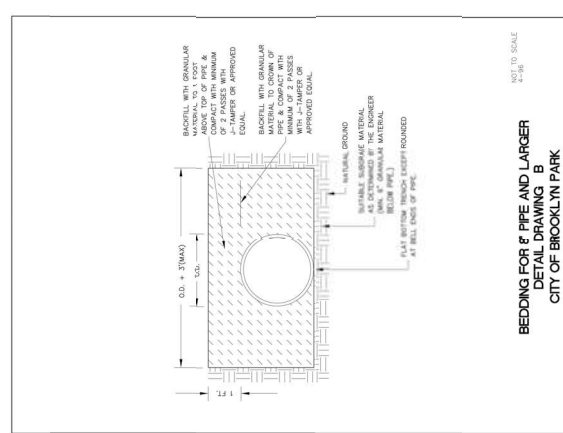 BACKFILL WITH GRANULAR
MATERIAL TO 1 FOOT
ABOVE TOP OF PIPE &
COMPACT WITH MINIMUM
OF 2 PASSES WITH
J-TAMPER OR APPROVED
EQUAL.
BACKFILL WITH GRANULAR
MATERIAL TO CROWN OF
PIPE & COMPACT WITH
MINIMUM OF 2 PASSES
WITH J-TAMPER OR
APPROVED EQUAL.
O.D. + 3'(MAX)
O.D.
1 FT.
NATURAL GROUND
SUITABLE SUBGRADE MATERIAL
AS DETERMINED BY THE ENGINEER
(MIN. 6" GRANULAR MATERIAL
BELOW PIPE.)
FLAT BOTTOM TRENCH EXCEPT ROUNDED
AT BELL ENDS OF PIPE.
NOT TO SCALE
4-96
BEDDING FOR PIPE AND LARGER
DETAIL DRAWING B
CITY OF BROOKLYN PARK